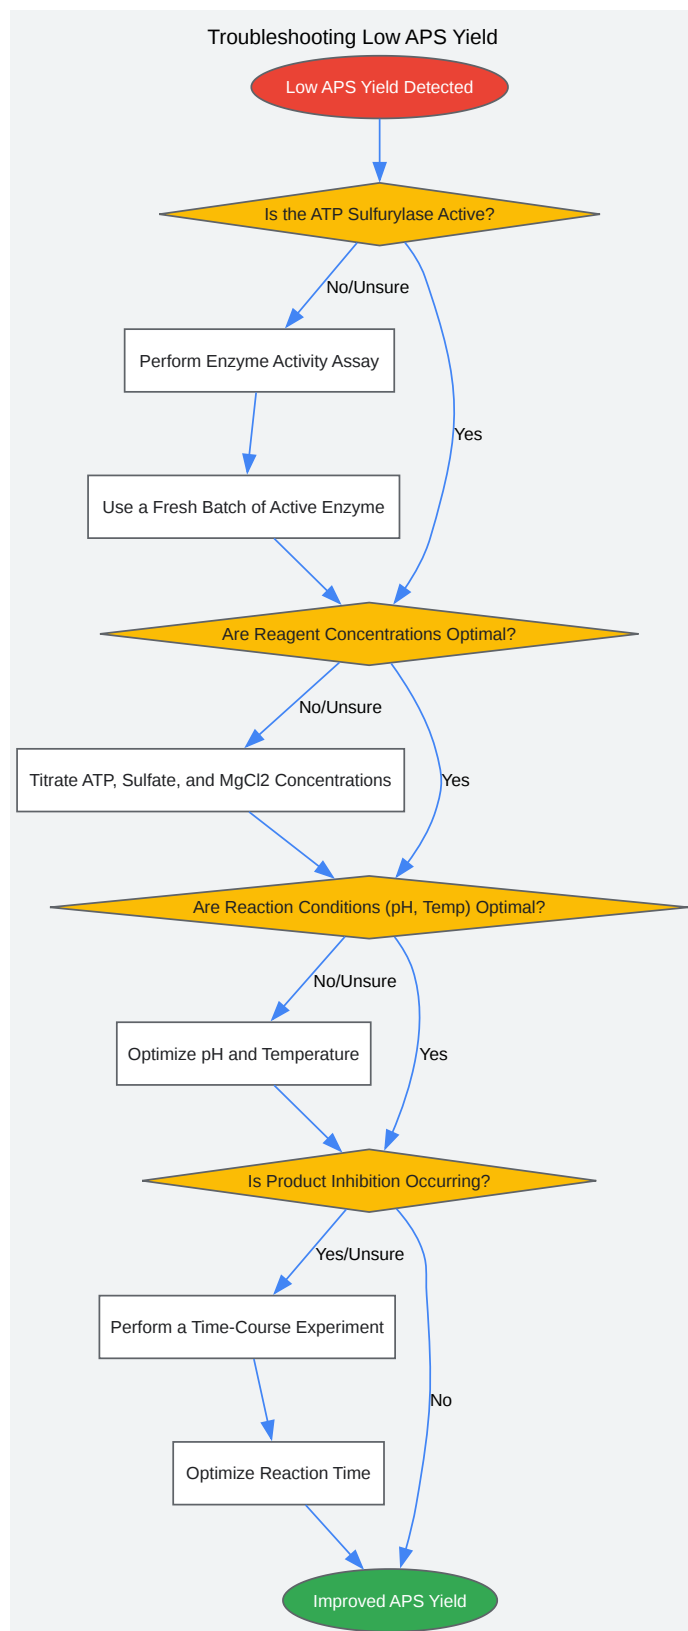 Troubleshooting Low APS Yield
Low APS Yield Detected
Is the ATP Sulfurylase Active?
No/Unsure
Perform Enzyme Activity Assay
Yes
Use a Fresh Batch of Active Enzyme
Are Reagent Concentrations Optimal?
No/Unsure
Titrate ATP, Sulfate, and MgCl2 Concentrations
Yes
Are Reaction Conditions (pH, Temp) Optimal?
No/Unsure
Optimize pH and Temperature
Yes
Is Product Inhibition Occurring?
Yes/Unsure
Perform a Time-Course Experiment
No
Optimize Reaction Time
Improved APS Yield